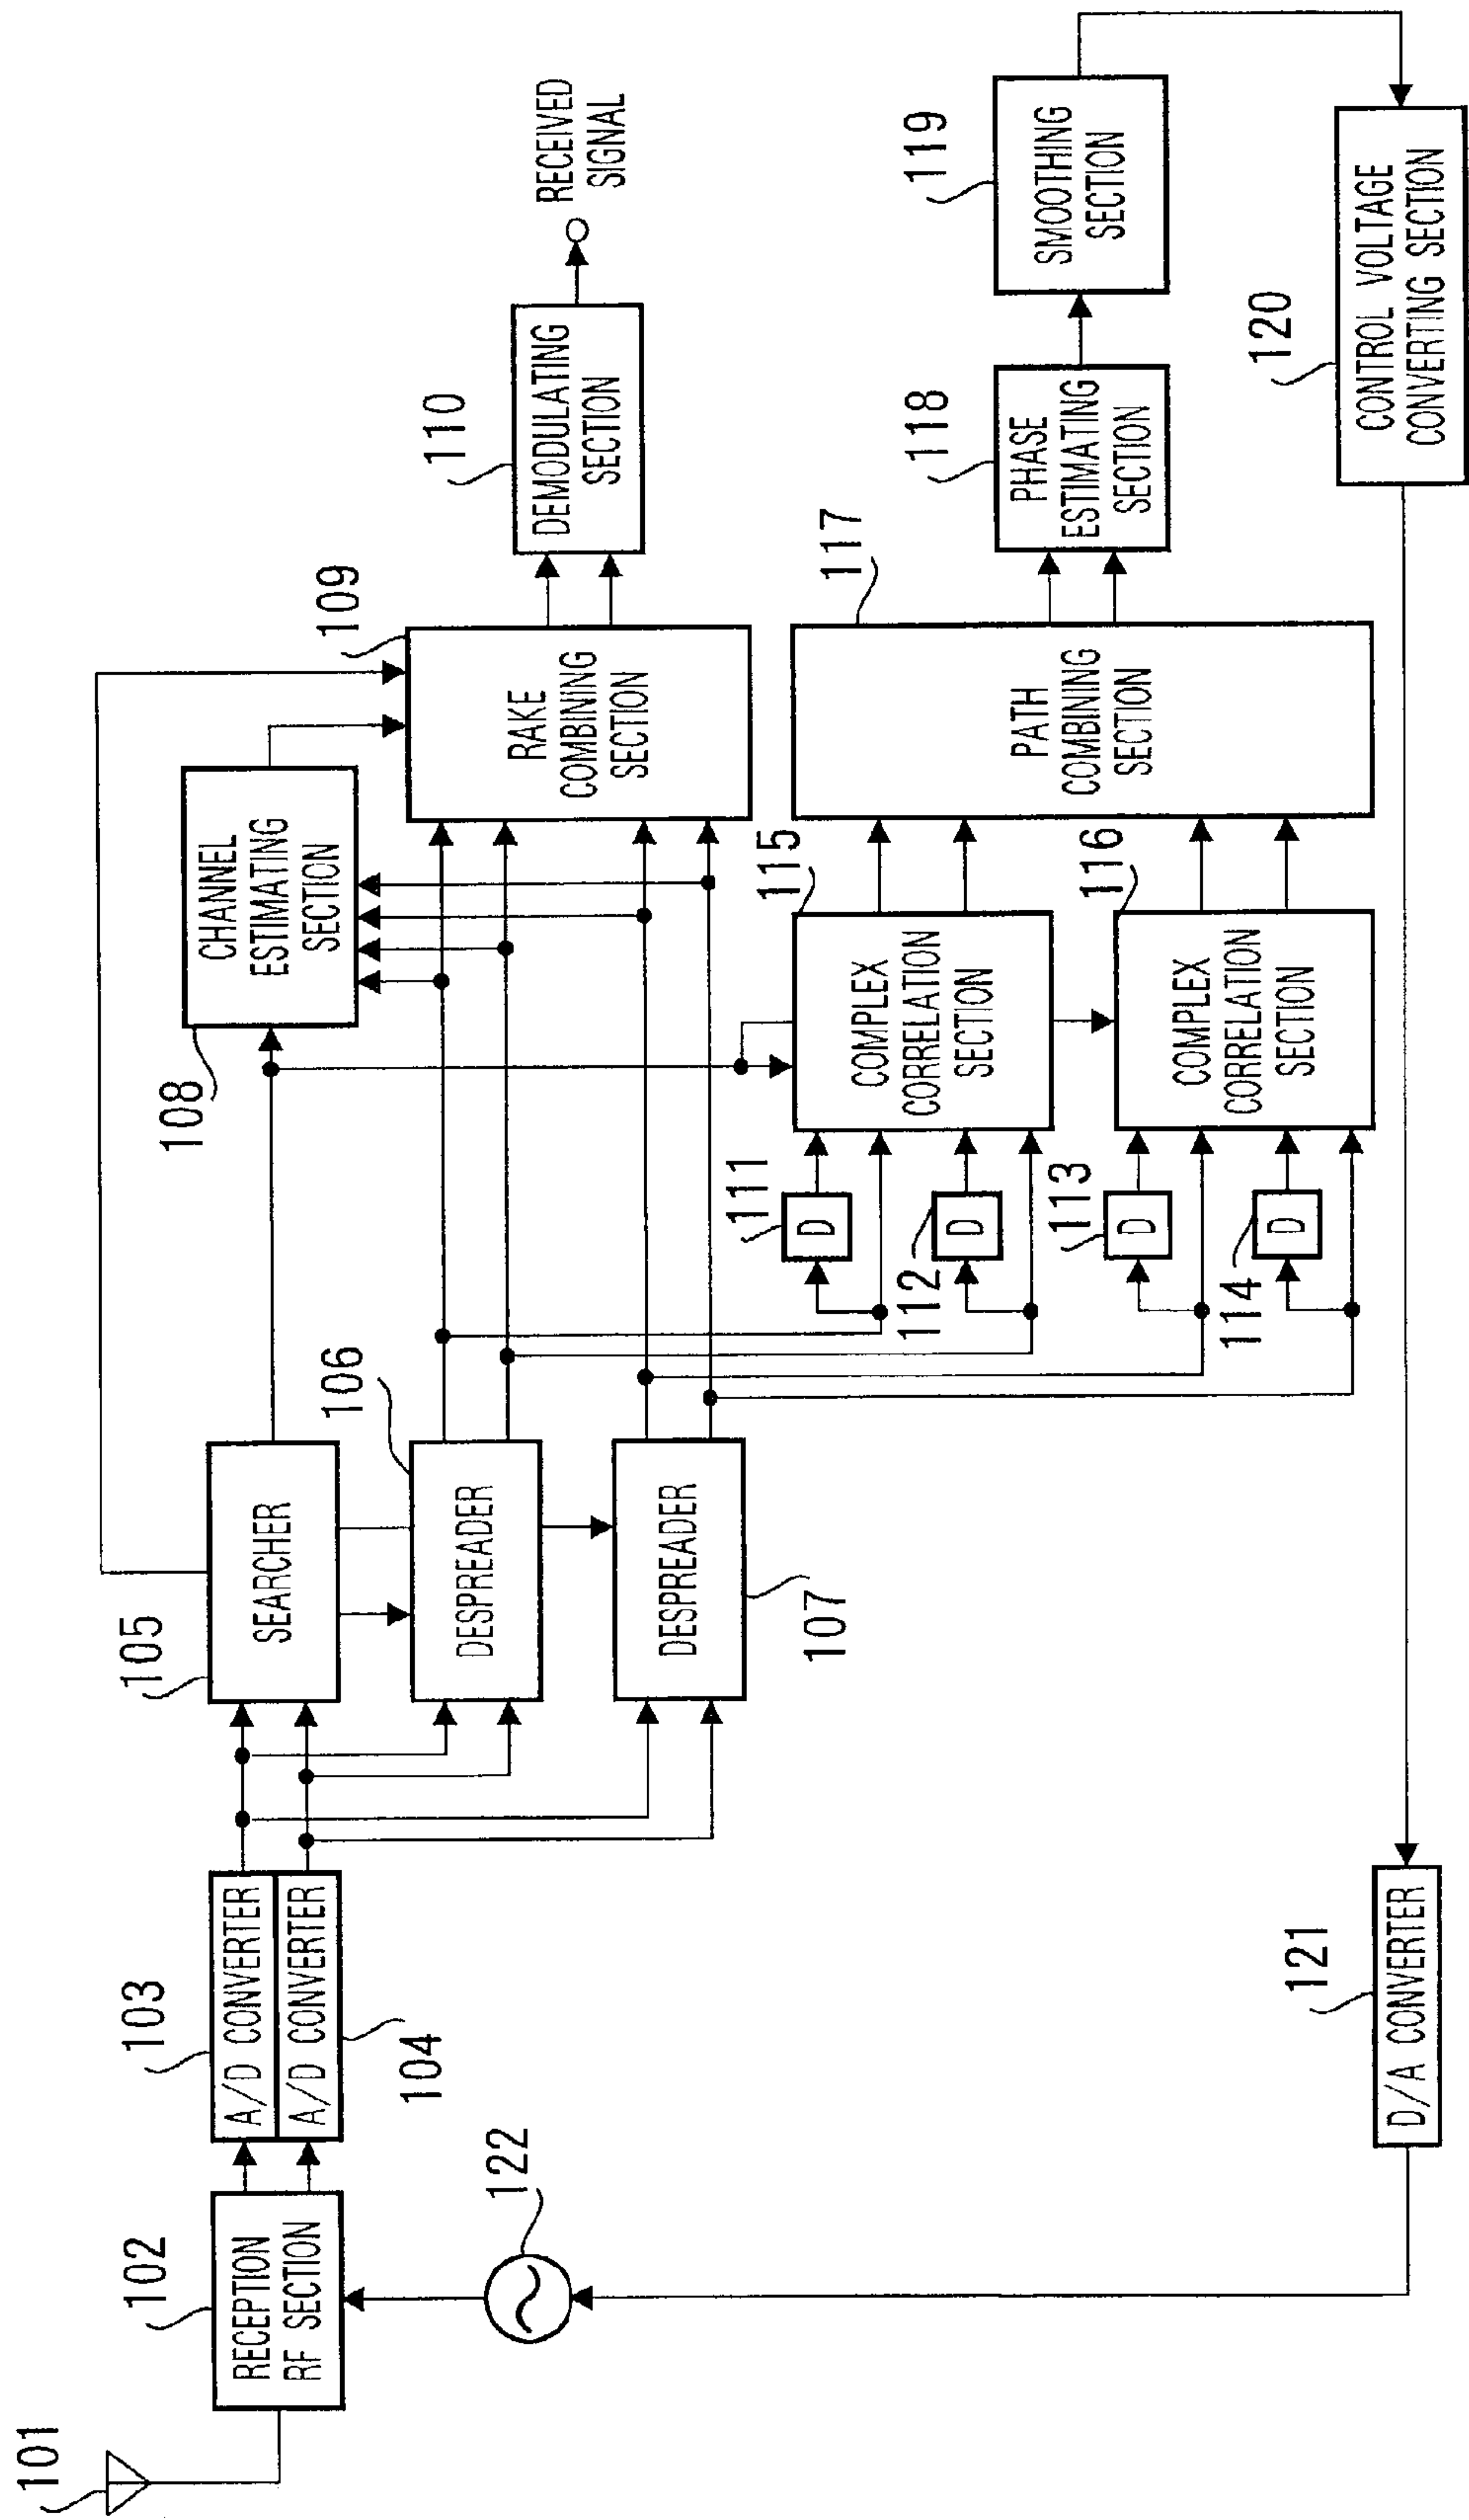 101
102
RECEPTION
RF SECTION
103
A/D CONVERTER
A/D CONVERTER
104
122
105
SEARCHER
106
DESPREADER
DESPREADER
107
108
CHANNEL
ESTIMATING
SECTION
109
RAKE
COMBINING
SECTION
110
DEMODULATING
SECTION
RECEIVED
SIGNAL
111
D
112
D
113
D
114
D
115
COMPLEX
CORRELATION
SECTION
116
COMPLEX
CORRELATION
SECTION
117
PATH
COMBINING
SECTION
118
PHASE
ESTIMATING
SECTION
119
SMOOTHING
SECTION
120
CONTROL VOLTAGE
CONVERTING SECTION
121
D/A CONVERTER